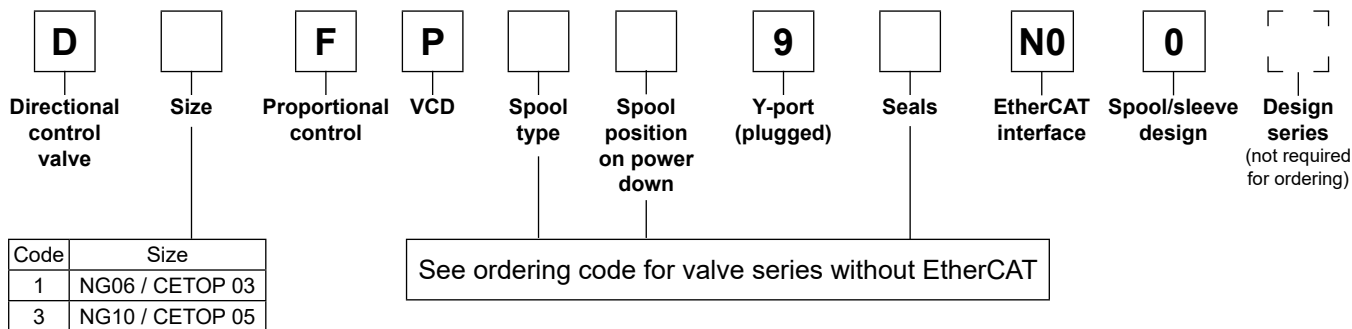 D F P 9 N0 0
Directional control valve
Size
Proportional control
VCD
Spool type
Spool position on power down
Y-port (plugged)
Seals
EtherCAT interface
Spool/sleeve design
Design series (not required for ordering)
Code Size
1 NG06 / CETOP 03
3 NG10 / CETOP 05
See ordering code for valve series without EtherCAT